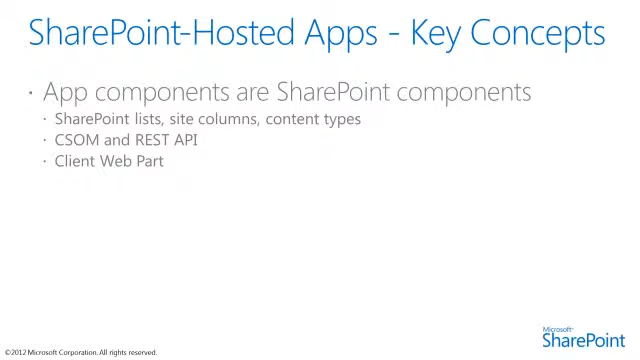 SharePoint-Hosted Apps - Key Concepts
· App components are SharePoint components
· SharePoint lists, site columns, content types
· CSOM and REST API
· Client Web Part
Microsoft®
SharePoint
©2012 Microsoft Corporation. All rights reserved.